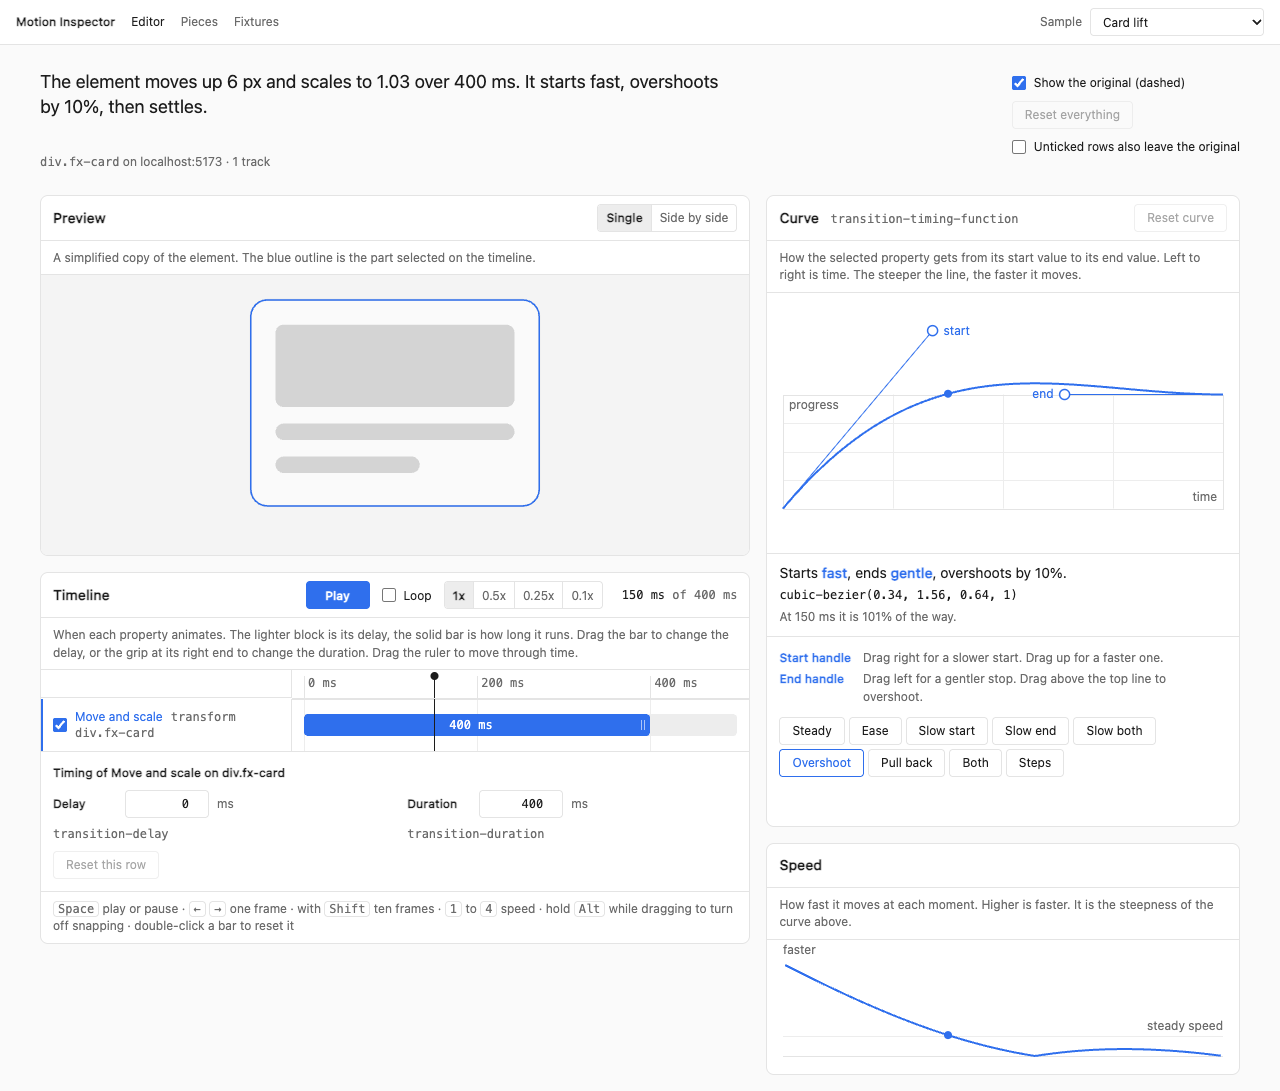 Motion Inspector Editor Pieces Fixtures Sample Card lift
The element moves up 6 px and scales to 1.03 over 400 ms. It starts fast, overshoots
by 10%, then settles.
Show the original (dashed)
Reset everything
Unticked rows also leave the original
div.fx-card on localhost:5173 · 1 track
Preview Single Side by side
A simplified copy of the element. The blue outline is the part selected on the timeline.
Timeline Play Loop 1x 0.5x 0.25x 0.1x 150 ms of 400 ms
When each property animates. The lighter block is its delay, the solid bar is how long it runs. Drag the bar to change the
delay, or the grip at its right end to change the duration. Drag the ruler to move through time.
0 ms 200 ms 400 ms
Move and scale transform
div.fx-card
400 ms
Timing of Move and scale on div.fx-card
Delay 0 ms Duration 400 ms
transition-delay transition-duration
Reset this row
Space play or pause · ← → one frame · with Shift ten frames · 1 to 4 speed · hold Alt while dragging to turn
off snapping · double-click a bar to reset it
Curve transition-timing-function Reset curve
How the selected property gets from its start value to its end value. Left to
right is time. The steeper the line, the faster it moves.
start
end
progress
time
Starts fast, ends gentle, overshoots by 10%.
cubic-bezier(0.34, 1.56, 0.64, 1)
At 150 ms it is 101% of the way.
Start handle Drag right for a slower start. Drag up for a faster one.
End handle Drag left for a gentler stop. Drag above the top line to
overshoot.
Steady Ease Slow start Slow end Slow both
Overshoot Pull back Both Steps
Speed
How fast it moves at each moment. Higher is faster. It is the steepness of the
curve above.
faster
steady speed